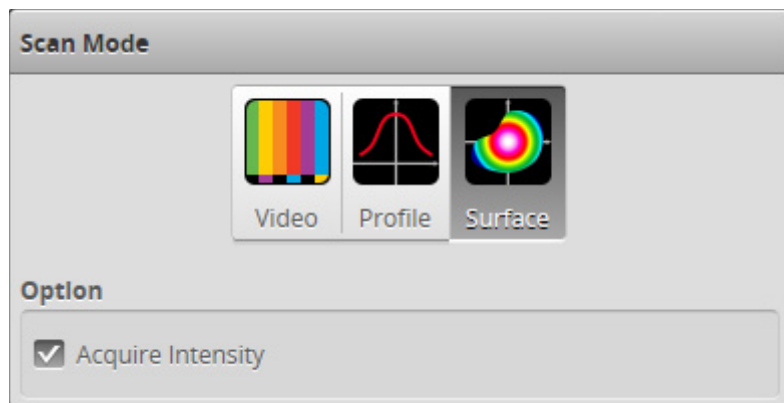 Scan Mode
Video Profile Surface
Option
Acquire Intensity